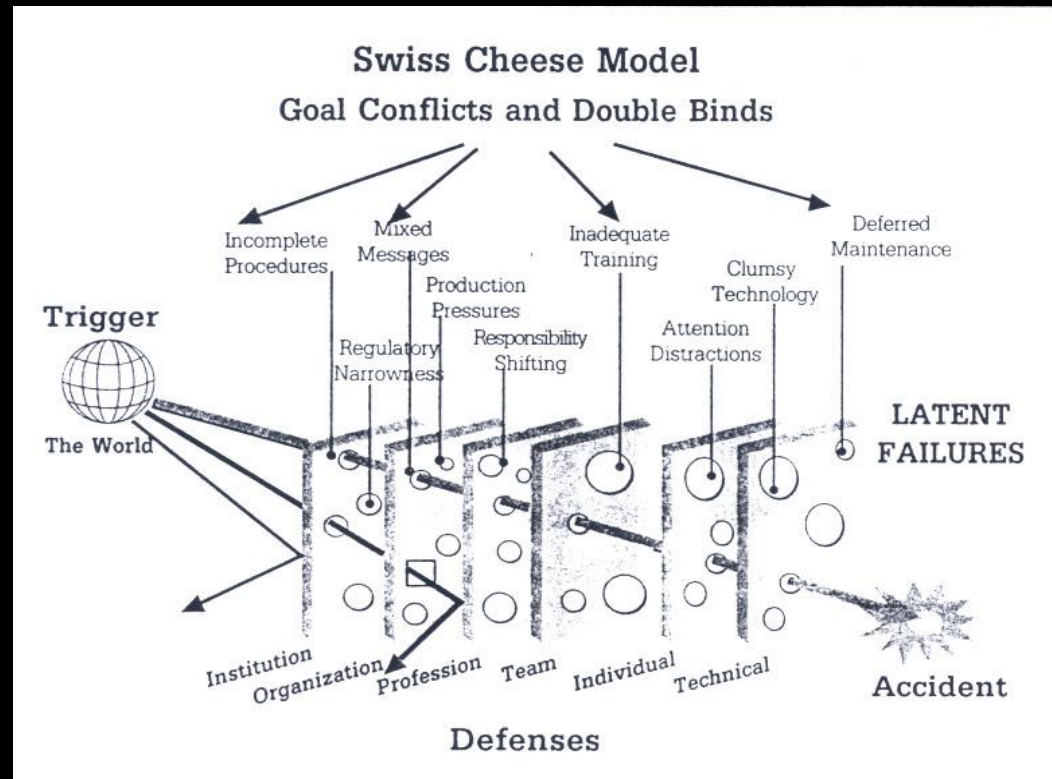 Swiss Cheese Model
Goal Conflicts and Double Binds
Incomplete
Procedures
Mixed
Messages
Inadequate
Training
Deferred
Maintenance
Production
Pressures
Clumsy
Technology
Trigger
Regulatory
Narrowness
Responsibility
Shifting
Attention
Distractions
The World
LATENT
FAILURES
Institution
Organization
Profession
Team
Individual
Technical
Accident
Defenses